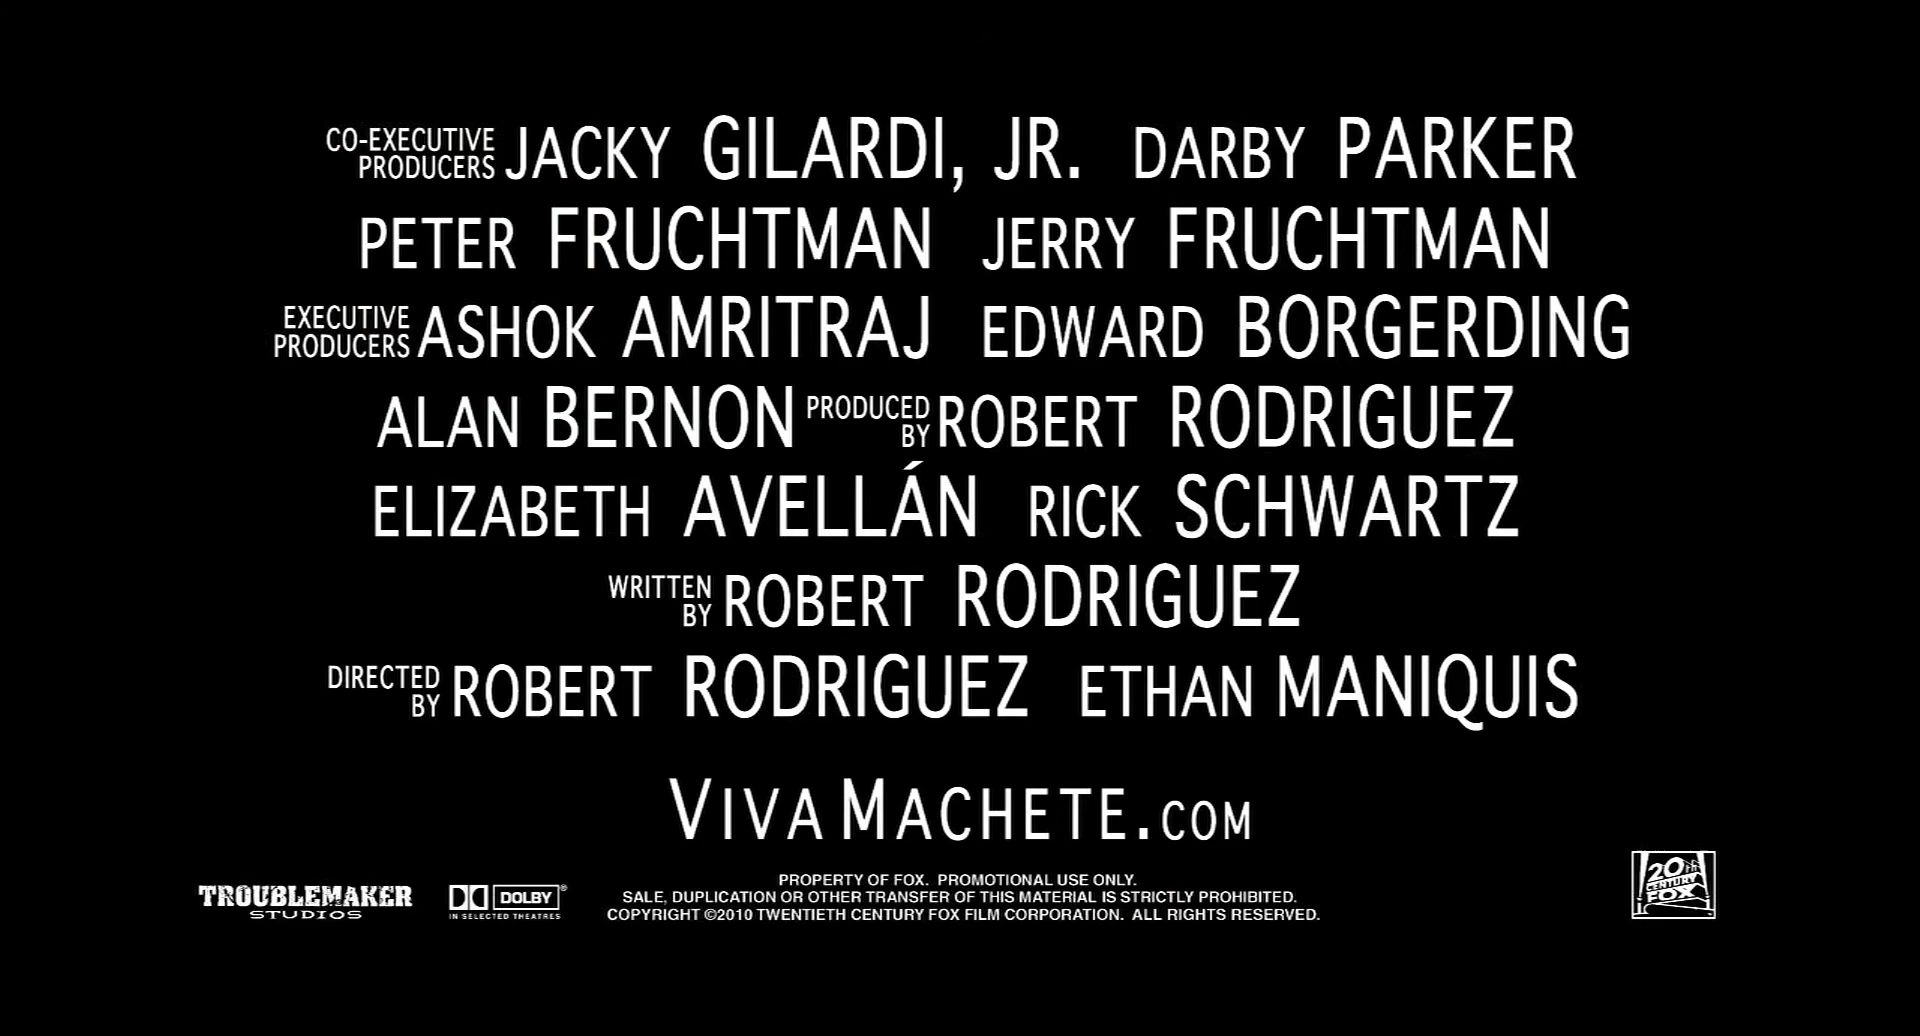 CO-EXECUTIVE PRODUCERS JACKY GILARDI, JR. DARBY PARKER
PETER FRUCHTMAN JERRY FRUCHTMAN
EXECUTIVE PRODUCERS ASHOK AMRITRAJ EDWARD BORGERDING
ALAN BERNON PRODUCED BY ROBERT RODRIGUEZ
ELIZABETH AVELLÁN RICK SCHWARTZ
WRITTEN BY ROBERT RODRIGUEZ
DIRECTED BY ROBERT RODRIGUEZ ETHAN MANIQUIS
VIVAMACHETE.COM
TROUBLEMAKER
STUDIOS
DOLBY®
IN SELECTED THEATRES
PROPERTY OF FOX. PROMOTIONAL USE ONLY.
SALE, DUPLICATION OR OTHER TRANSFER OF THIS MATERIAL IS STRICTLY PROHIBITED.
COPYRIGHT ©2010 TWENTIETH CENTURY FOX FILM CORPORATION. ALL RIGHTS RESERVED.
20th
CENTURY
FOX